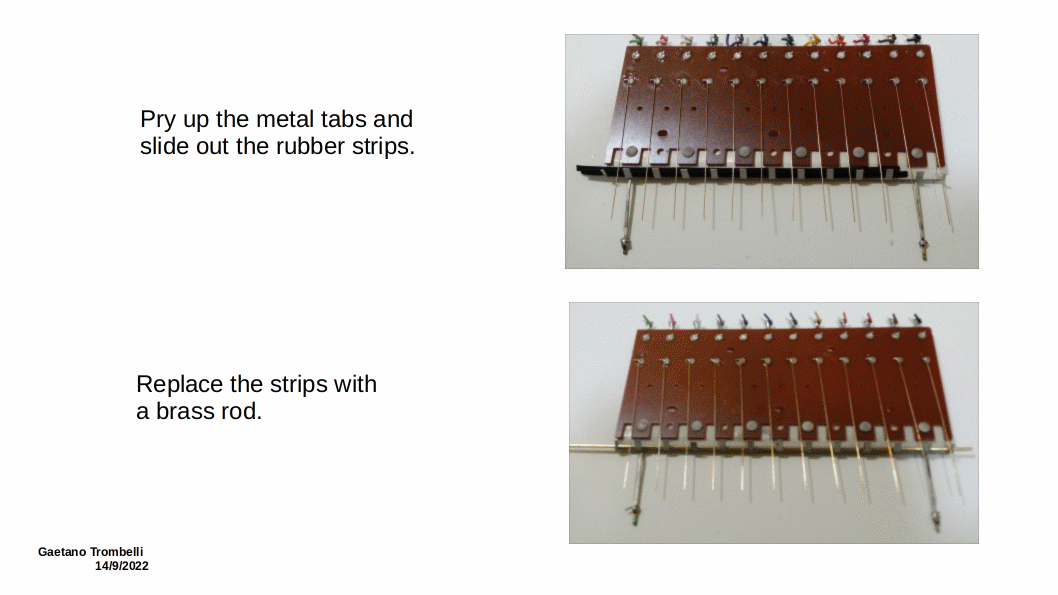 Pry up the metal tabs and
slide out the rubber strips.
Replace the strips with
a brass rod.
Gaetano Trombelli
14/9/2022